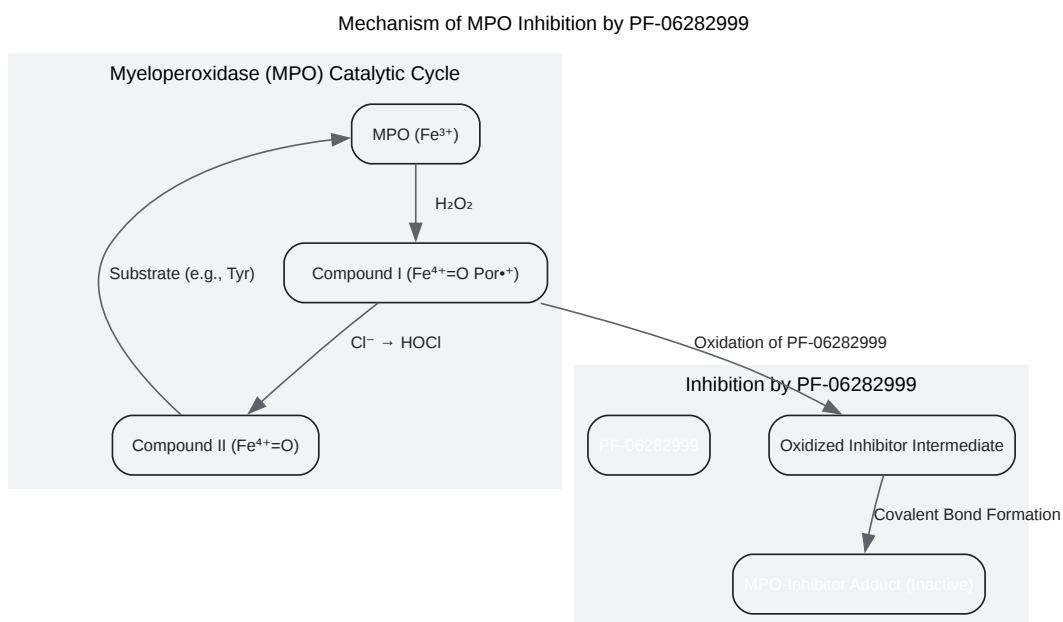 Mechanism of MPO Inhibition by PF-06282999
Myeloperoxidase (MPO) Catalytic Cycle
MPO (Fe³⁺)
H₂O₂
Substrate (e.g., Tyr)
Compound I (Fe⁴⁺=O Por•⁺)
Cl⁻ → HOCl
Oxidation of PF-06282999
Inhibition by PF-06282999
Compound II (Fe⁴⁺=O)
PF-06282999
Oxidized Inhibitor Intermediate
Covalent Bond Formation
MPO-Inhibitor Adduct (Inactive)